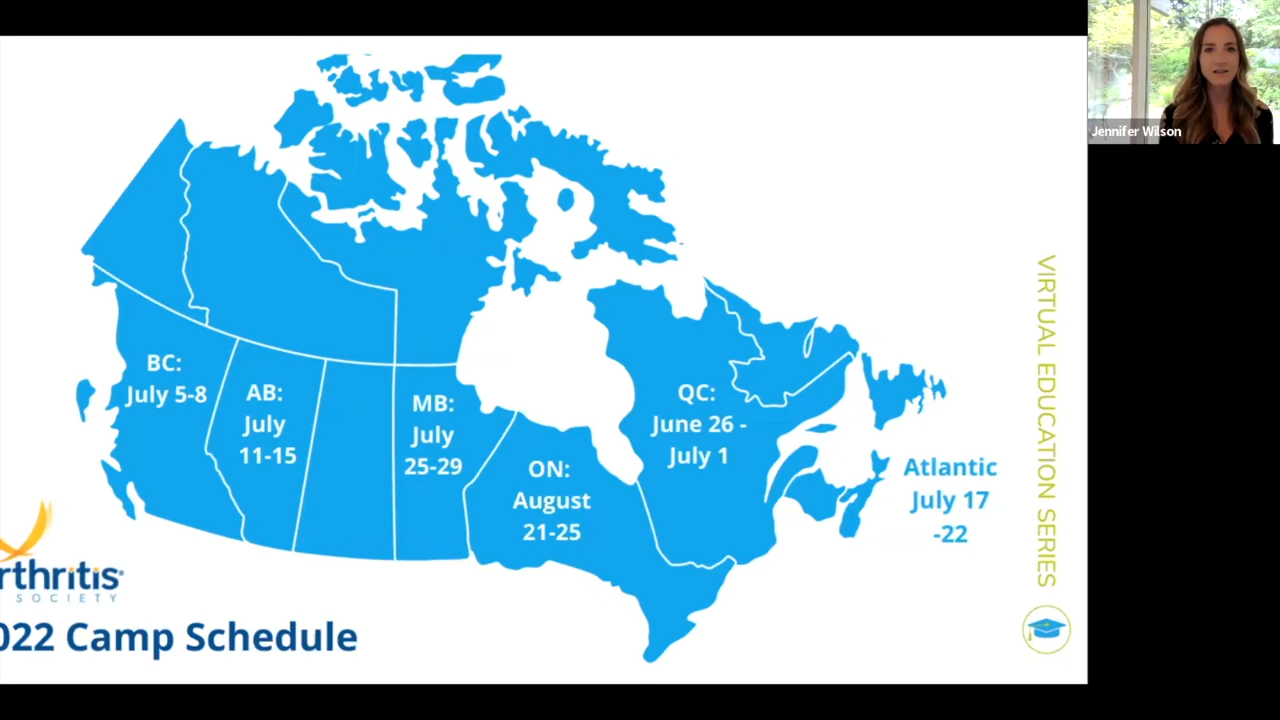 Jennifer Wilson
BC:
July 5-8
AB:
July
11-15
MB:
July
25-29
ON:
August
21-25
QC:
June 26 -
July 1
Atlantic
July 17
-22
VIRTUAL EDUCATION SERIES
rthritis
SOCIETY
022 Camp Schedule